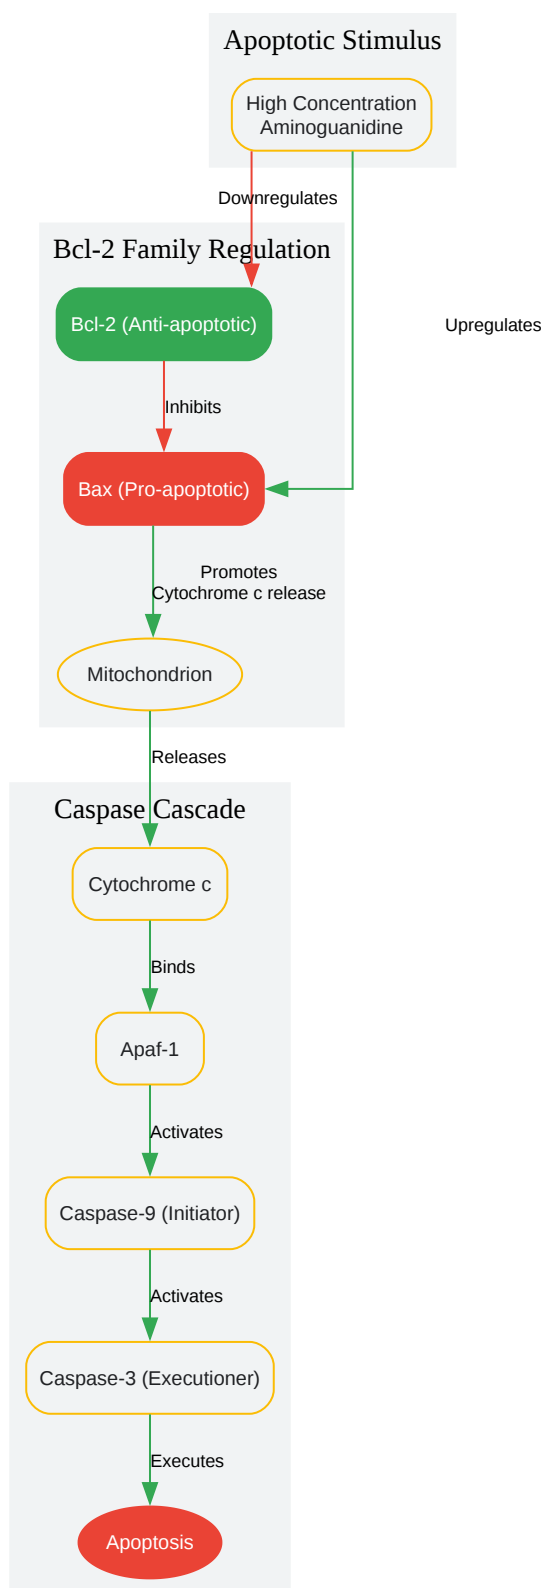 Apoptotic Stimulus
High Concentration
Aminoguanidine
Downregulates
Bcl-2 Family Regulation
Bcl-2 (Anti-apoptotic)
Upregulates
Inhibits
Bax (Pro-apoptotic)
Promotes
Cytochrome c release
Mitochondrion
Releases
Caspase Cascade
Cytochrome c
Binds
Apaf-1
Activates
Caspase-9 (Initiator)
Activates
Caspase-3 (Executioner)
Executes
Apoptosis